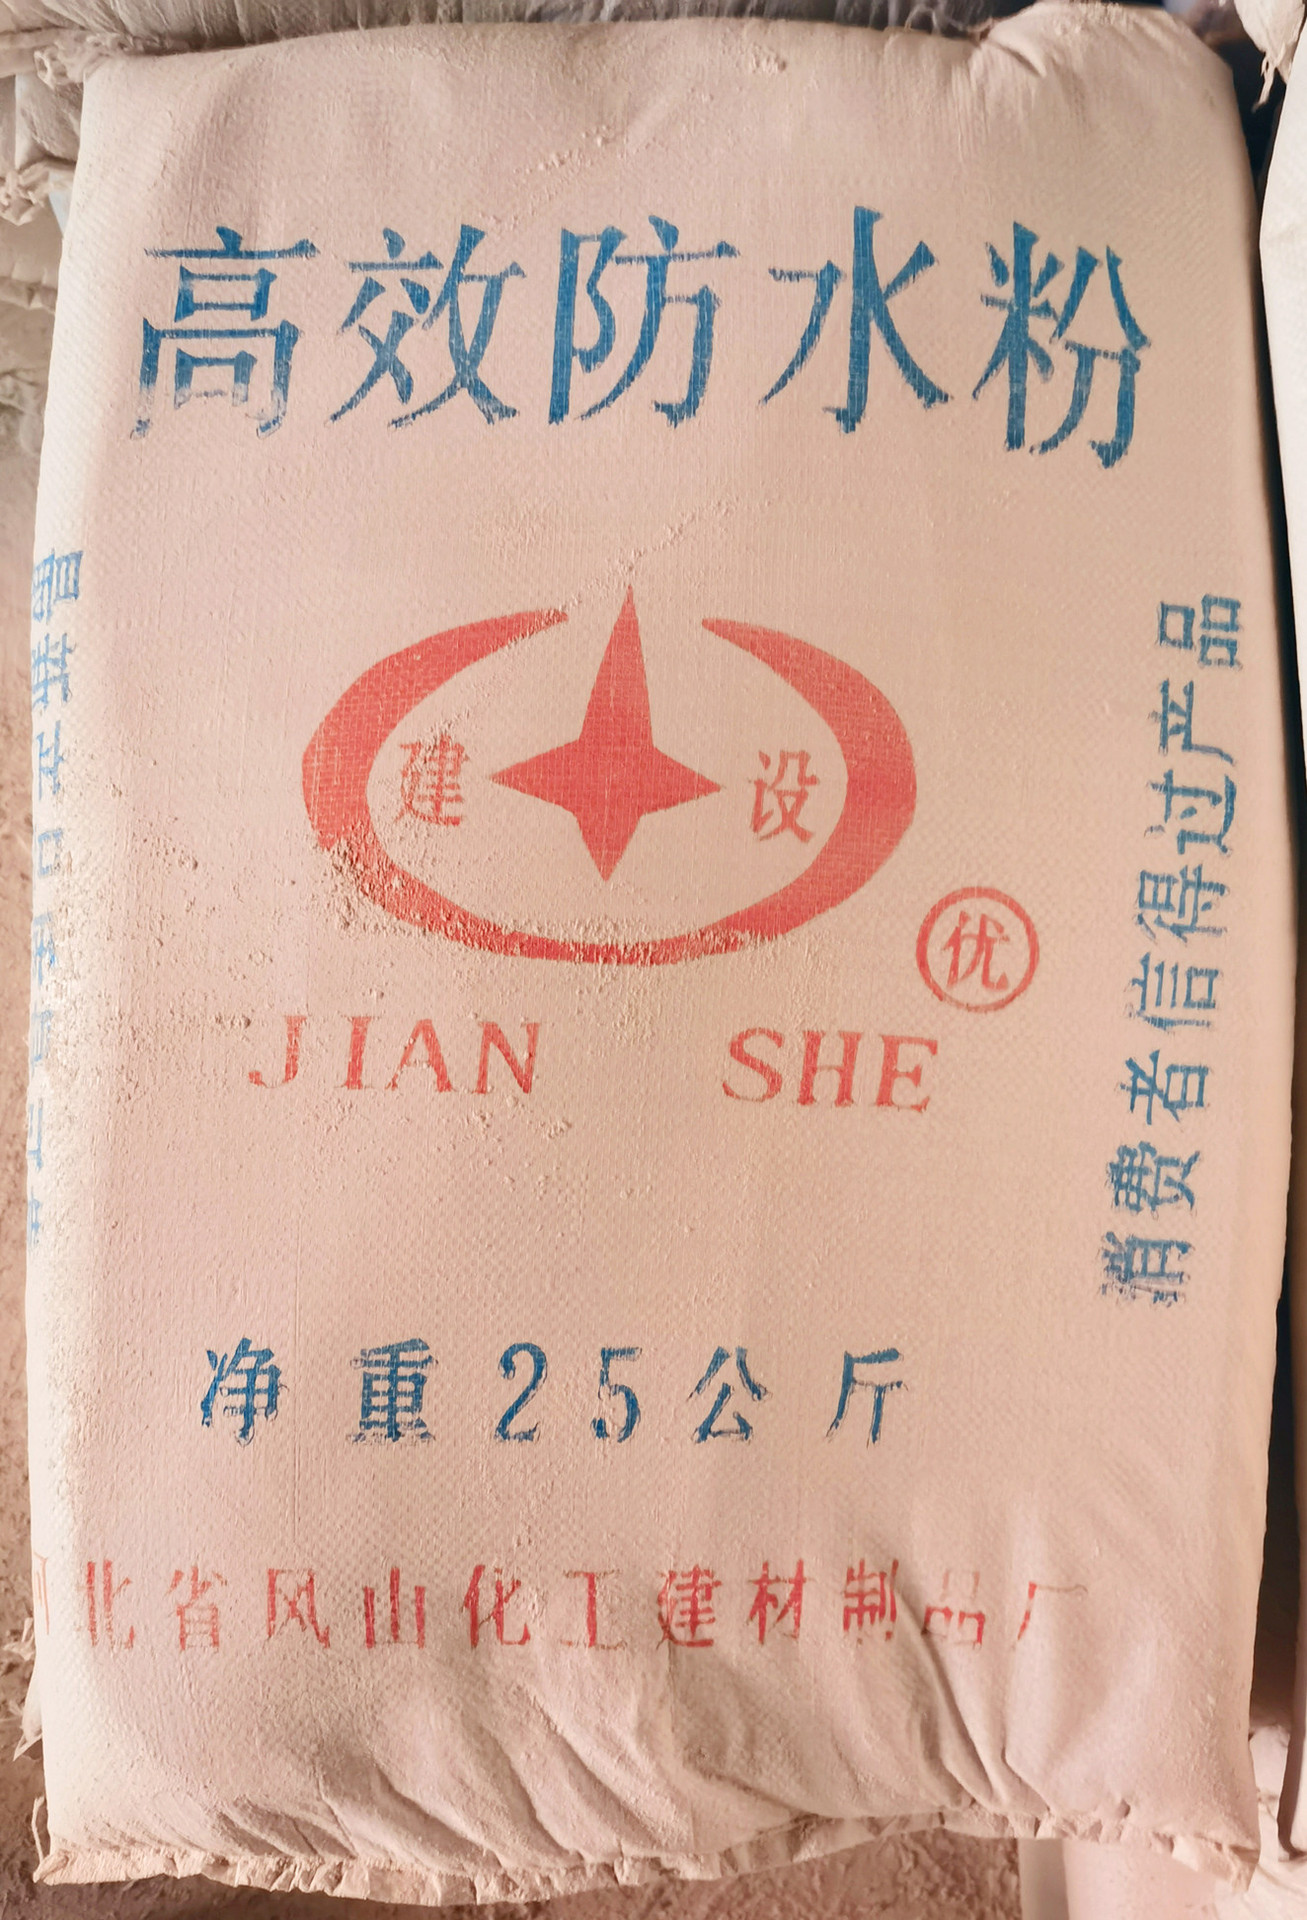 高效防水粉
建 设
优
JIAN SHE
消费者信得过产品
净重25公斤
北省风山化工建材制品厂